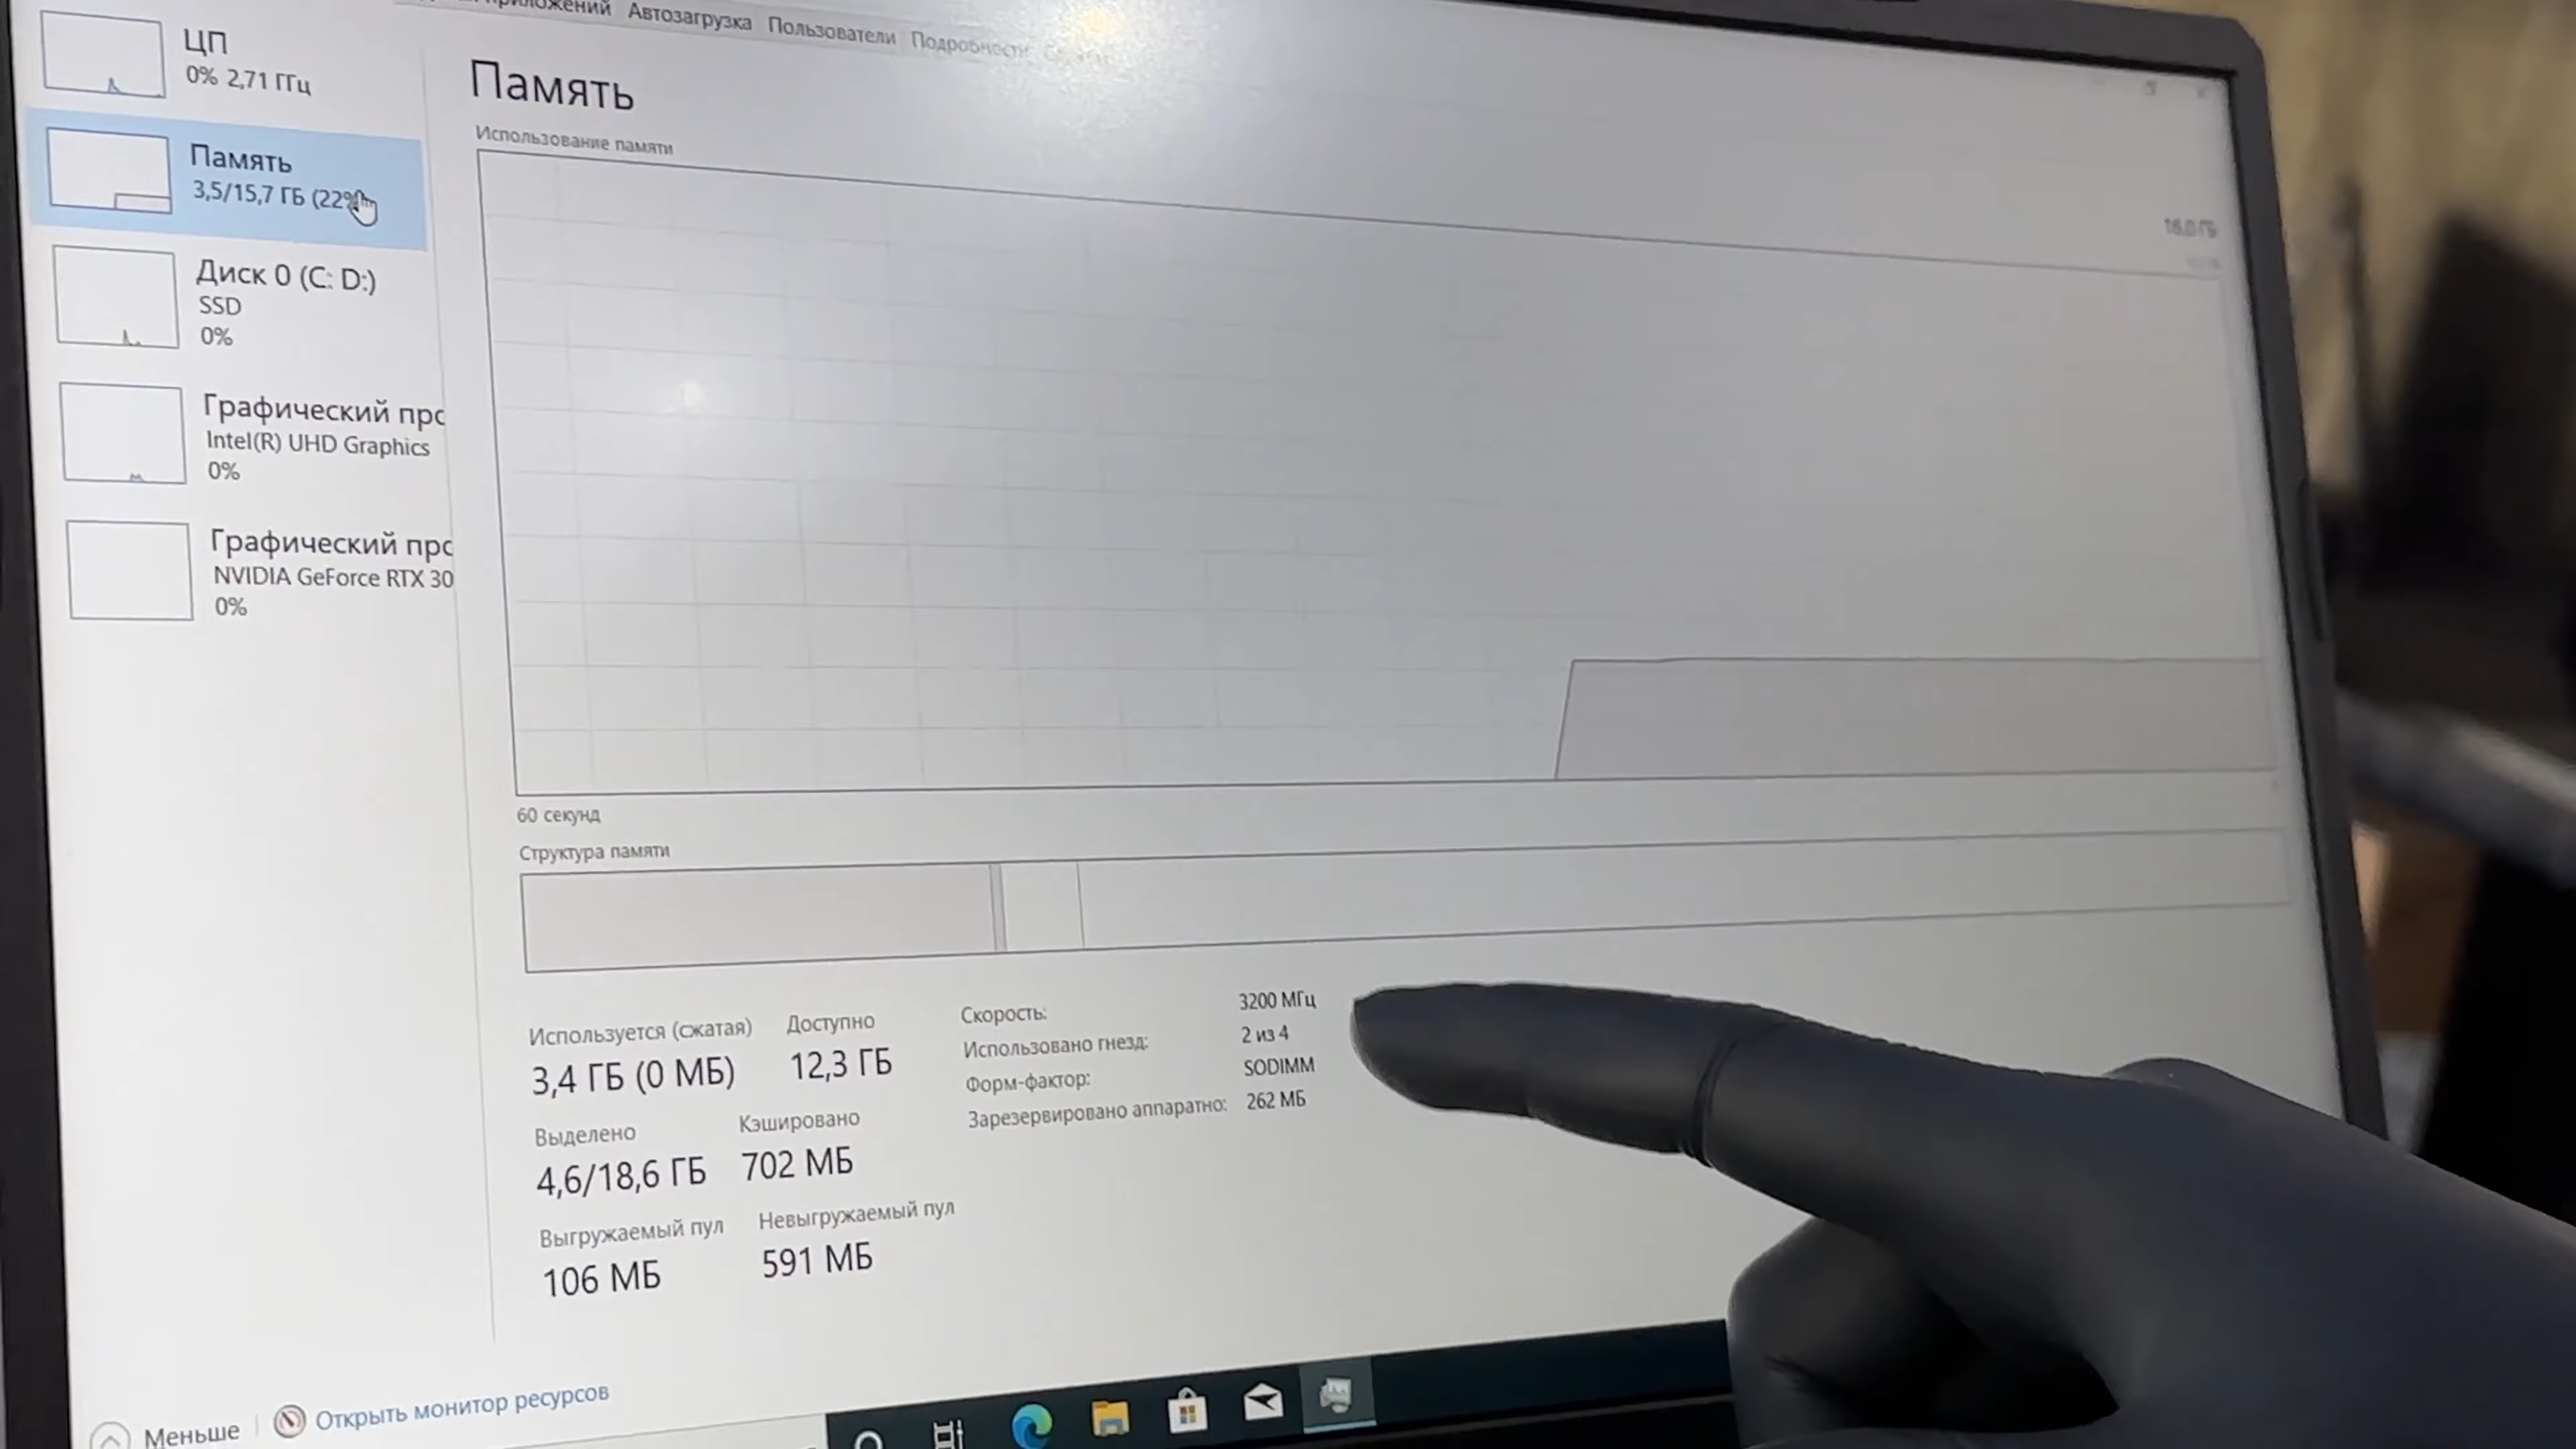 приложений Автозагрузка Пользователи Подробности
ЦП
0% 2,71 ГГц
Память
3,5/15,7 ГБ (22%
Диск 0 (C: D:)
SSD
0%
Графический прс
Intel(R) UHD Graphics
0%
Графический прс
NVIDIA GeForce RTX 30
0%
Память
Использование памяти
16,0 ГБ
60 секунд
Структура памяти
Используется (сжатая)
3,4 ГБ (0 МБ)
Доступно
12,3 ГБ
Выделено
4,6/18,6 ГБ
Кэшировано
702 МБ
Выгружаемый пул
106 МБ
Невыгружаемый пул
591 МБ
Скорость: 3200 МГц
Использовано гнезд: 2 из 4
Форм-фактор: SODIMM
Зарезервировано аппаратно: 262 МБ
Меньше
Открыть монитор ресурсов